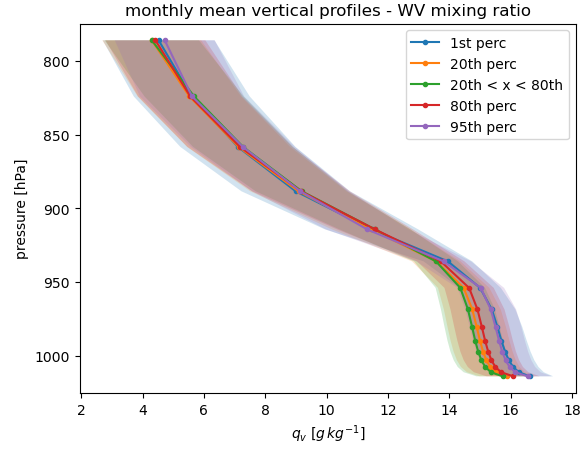 monthly mean vertical profiles - WV mixing ratio
1st perc
20th perc
20th < x < 80th
80th perc
95th perc
pressure [hPa]
800
850
900
950
1000
2 4 6 8 10 12 14 16 18
q_v [g kg⁻¹]